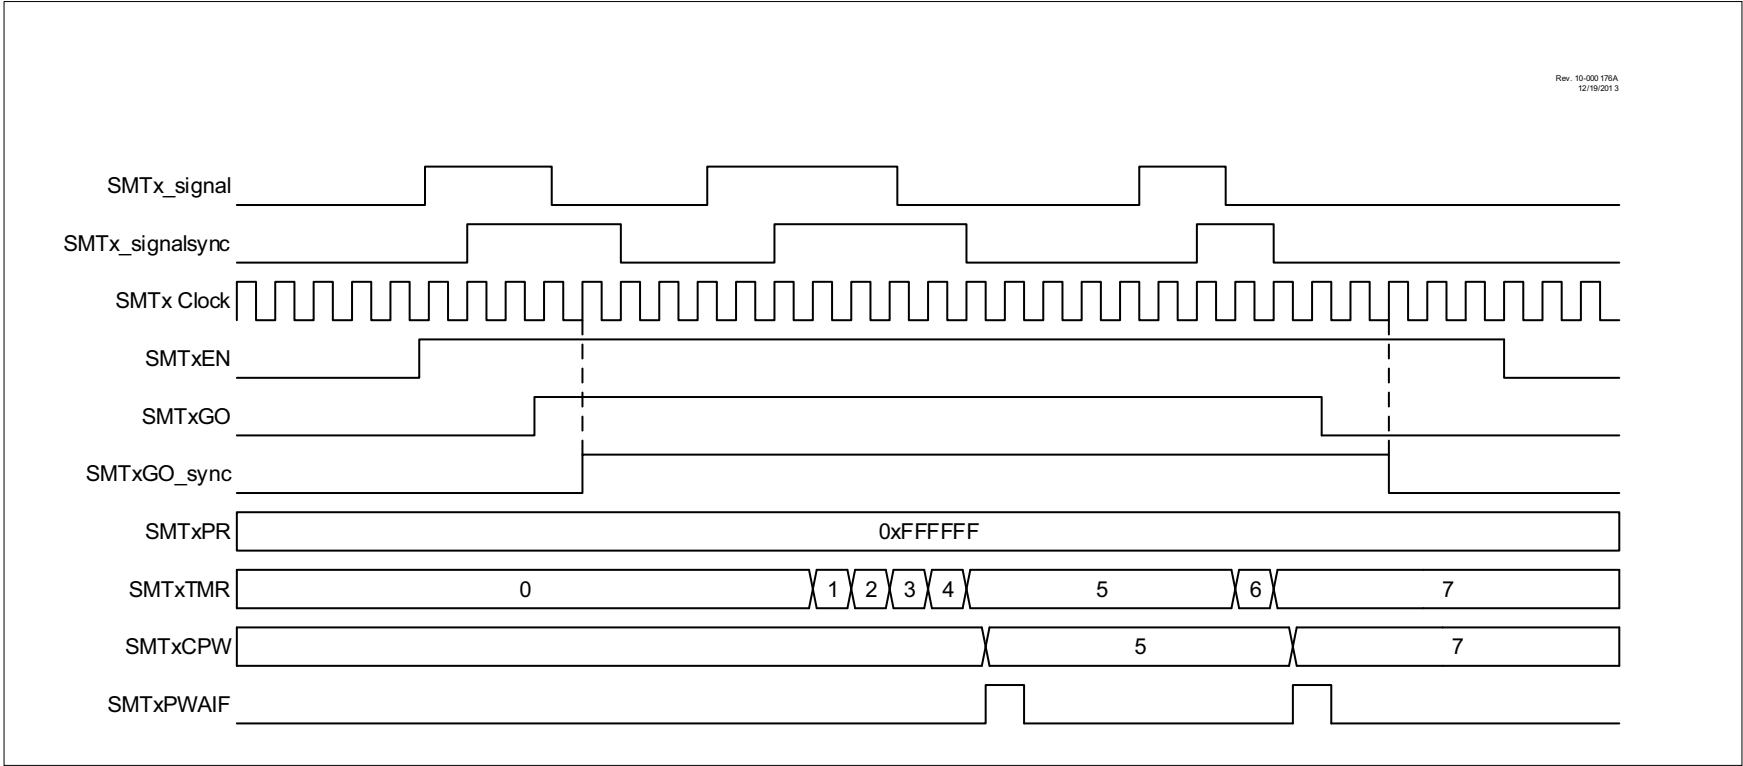 Rev. 10-000 176A
12/19/201 3
SMTx_signal
SMTx_signalsync
SMTx Clock
SMTxEN
SMTxGO
SMTxGO_sync
SMTxPR 0xFFFFFF
SMTxTMR 0 1 2 3 4 5 6 7
SMTxCPW 5 7
SMTxPWAIF